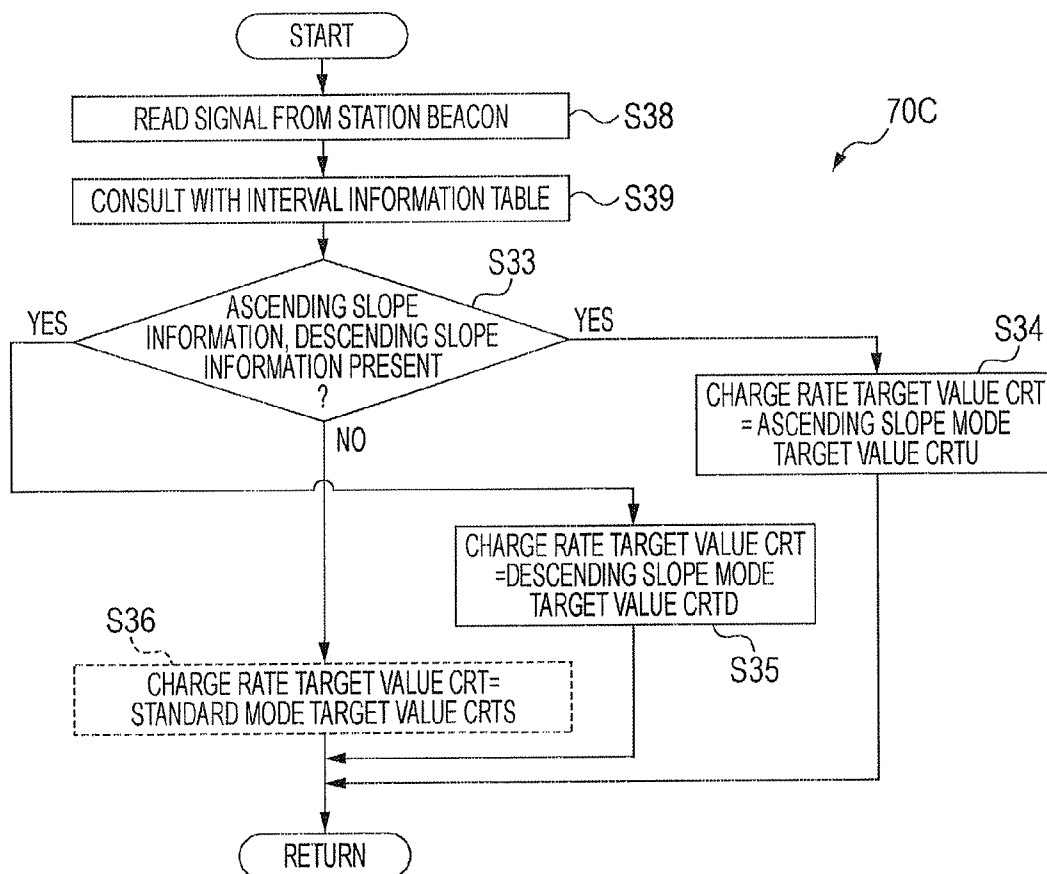 START
READ SIGNAL FROM STATION BEACON
S38
70C
CONSULT WITH INTERVAL INFORMATION TABLE
S39
S33
YES
ASCENDING SLOPE
INFORMATION, DESCENDING SLOPE
INFORMATION PRESENT
?
YES
NO
S34
CHARGE RATE TARGET VALUE CRT
= ASCENDING SLOPE MODE
TARGET VALUE CRTU
CHARGE RATE TARGET VALUE CRT
=DESCENDING SLOPE MODE
TARGET VALUE CRTD
S35
S36
CHARGE RATE TARGET VALUE CRT=
STANDARD MODE TARGET VALUE CRTS
RETURN